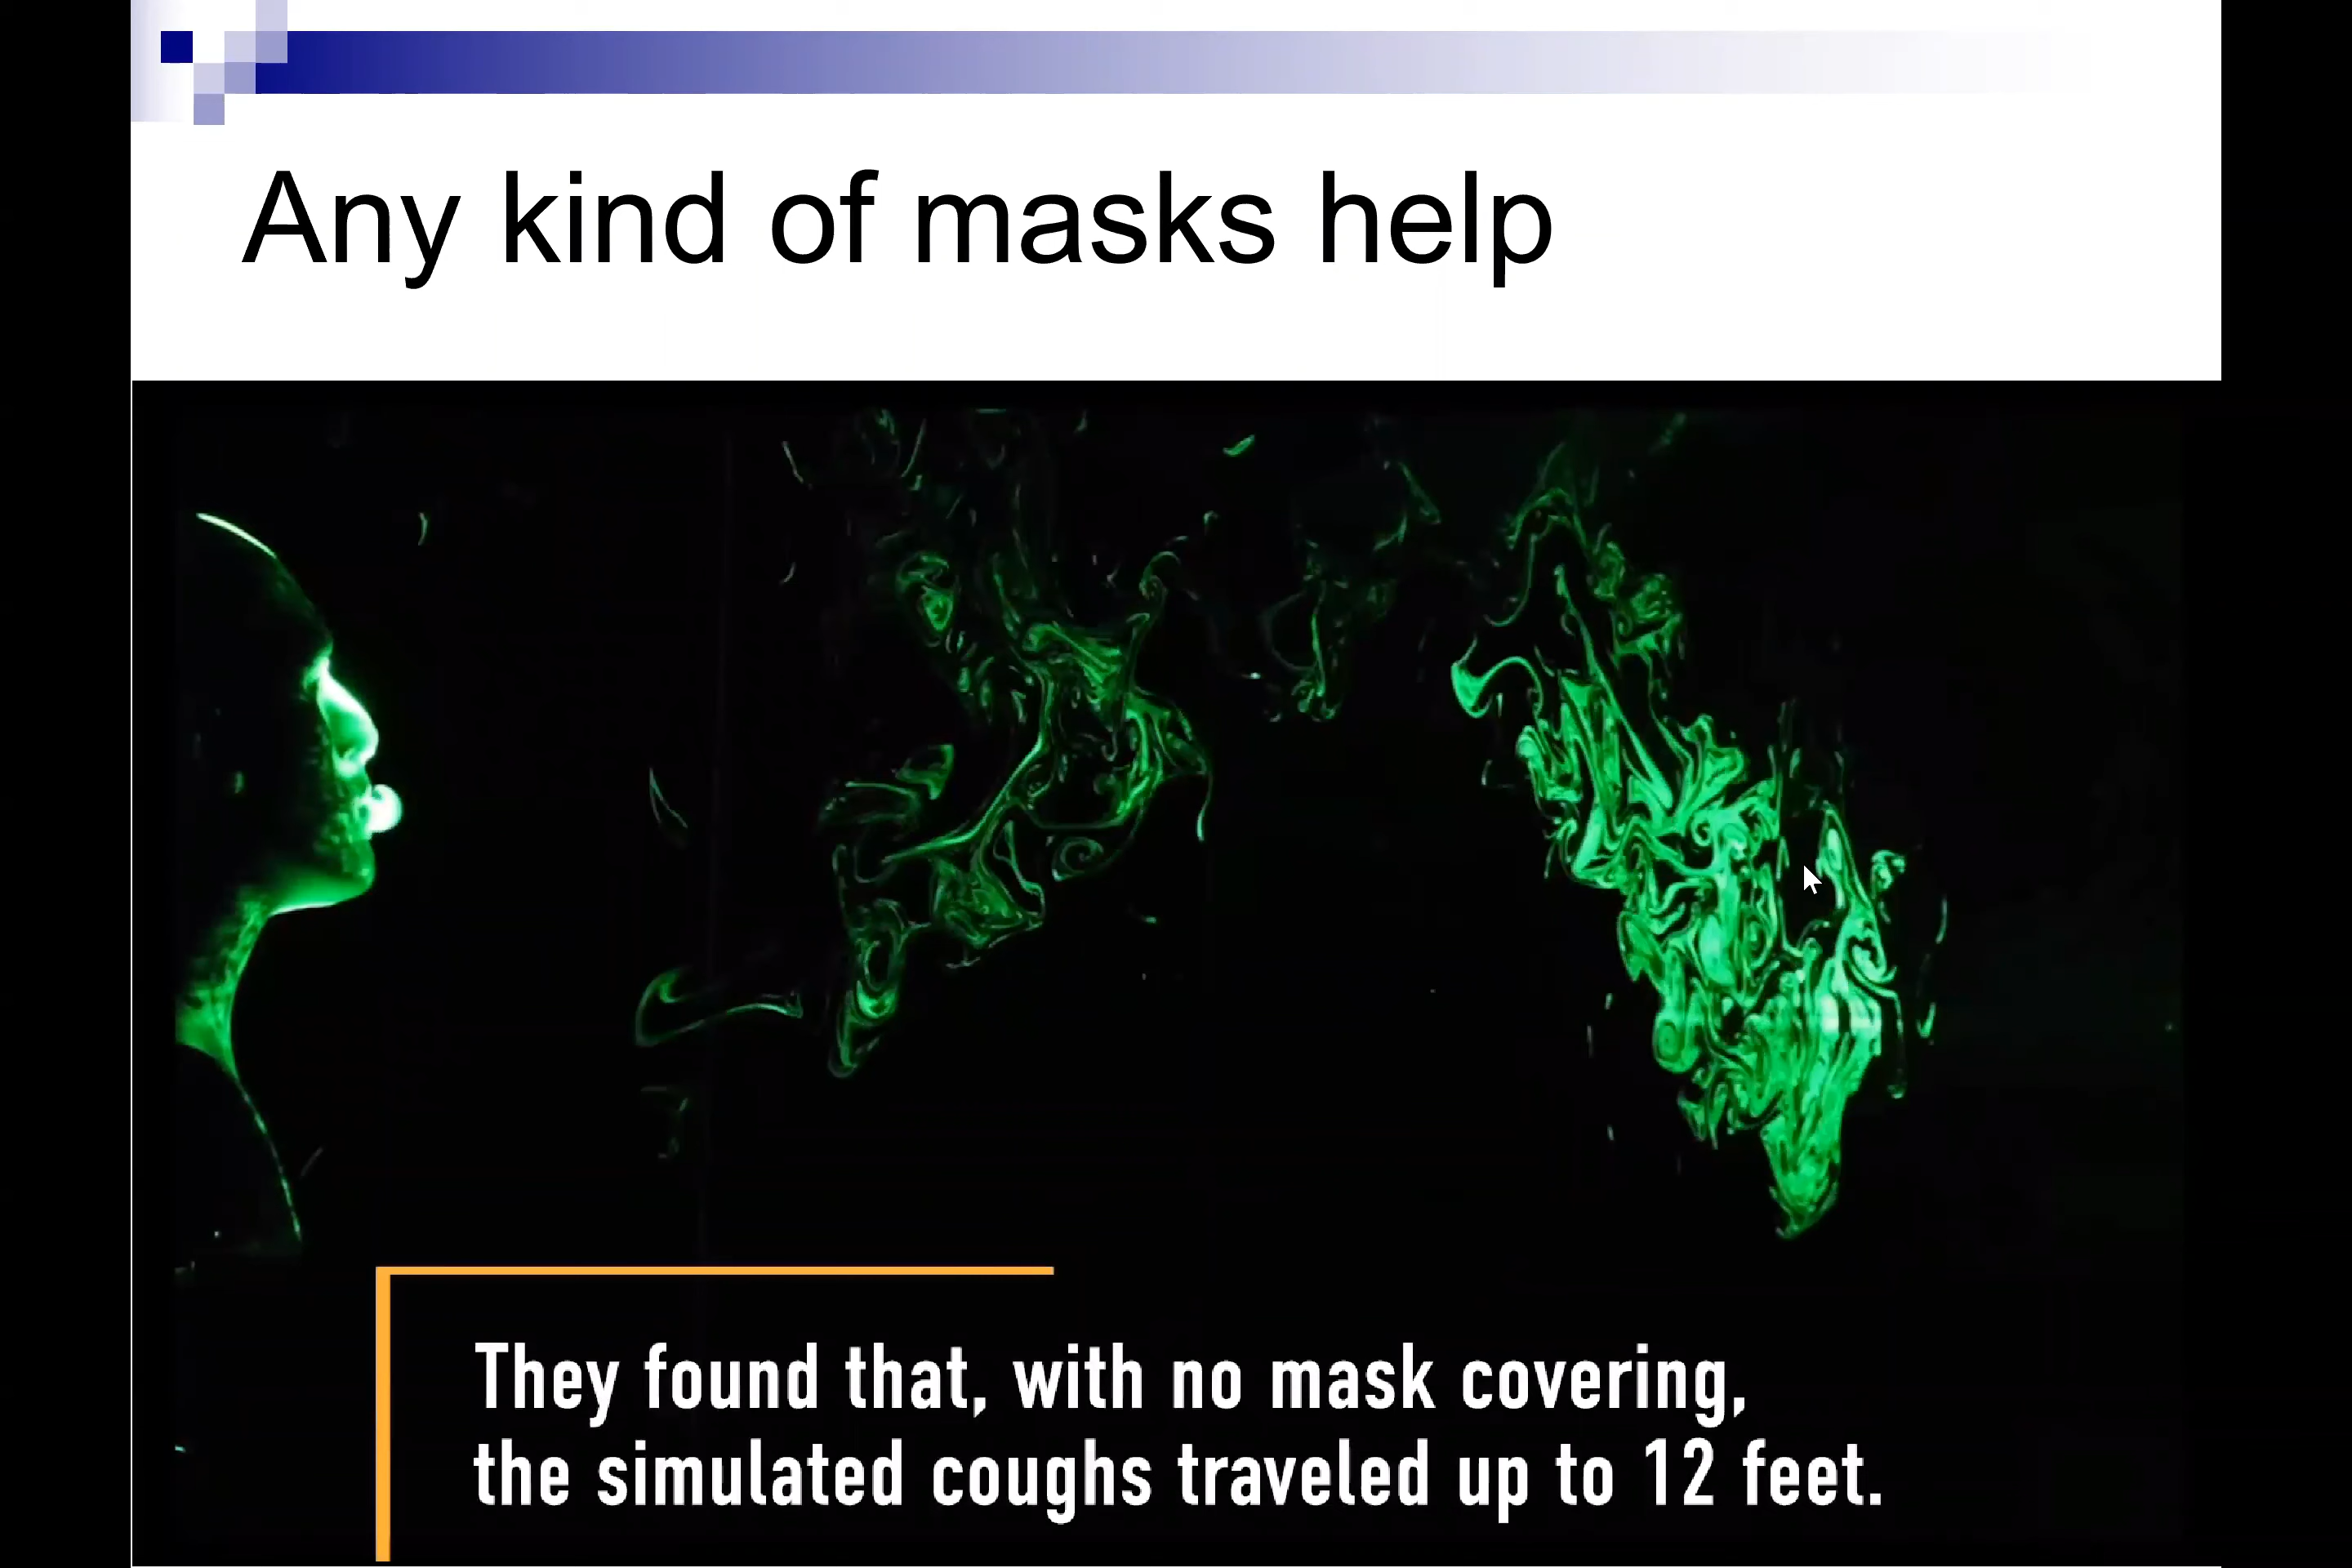 Any kind of masks help
They found that, with no mask covering,
the simulated coughs traveled up to 12 feet.